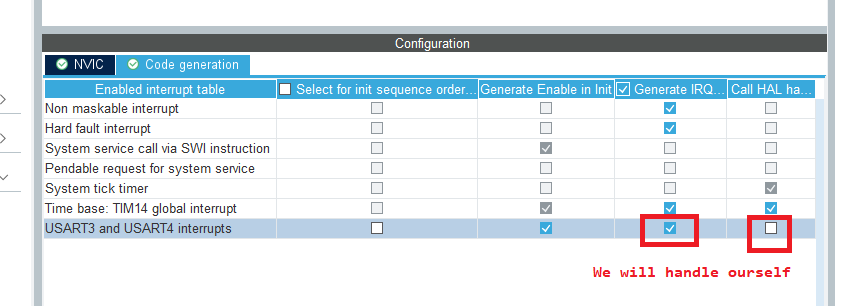 Configuration
NVIC Code generation
Enabled interrupt table Select for init sequence order... Generate Enable in Init Generate IRQ... Call HAL ha...
Non maskable interrupt
Hard fault interrupt
System service call via SWI instruction
Pendable request for system service
System tick timer
Time base: TIM14 global interrupt
USART3 and USART4 interrupts
We will handle ourself